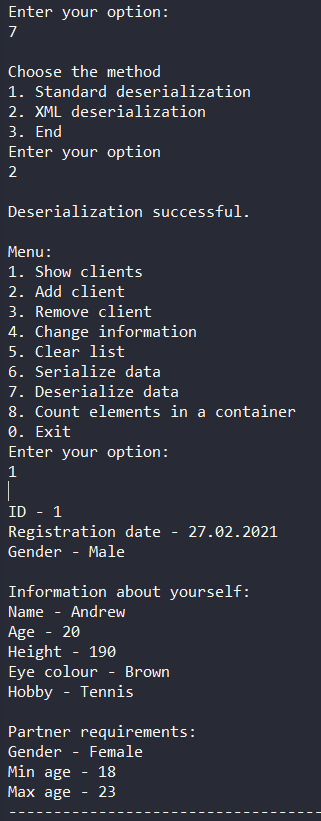 Enter your option:
7
Choose the method
1. Standard deserialization
2. XML deserialization
3. End
Enter your option
2
Deserialization successful.
Menu:
1. Show clients
2. Add client
3. Remove client
4. Change information
5. Clear list
6. Serialize data
7. Deserialize data
8. Count elements in a container
0. Exit
Enter your option:
1
ID - 1
Registration date - 27.02.2021
Gender - Male
Information about yourself:
Name - Andrew
Age - 20
Height - 190
Eye colour - Brown
Hobby - Tennis
Partner requirements:
Gender - Female
Min age - 18
Max age - 23
-----------------------------------